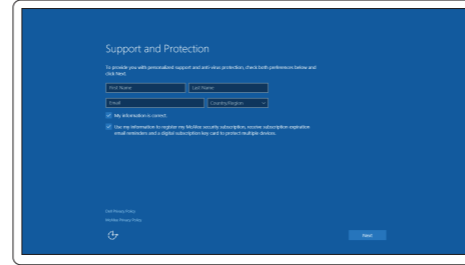 Support and Protection
To provide you with personalized support and anti-virus protection, check both preferences below and
click Next.
First Name
Last Name
Email
Country/Region
My information is correct.
Use my information to register my McAfee security subscription, receive subscription expiration
email reminders and a digital subscription key card to protect multiple devices.
Dell Privacy Policy
McAfee Privacy Policy
Next